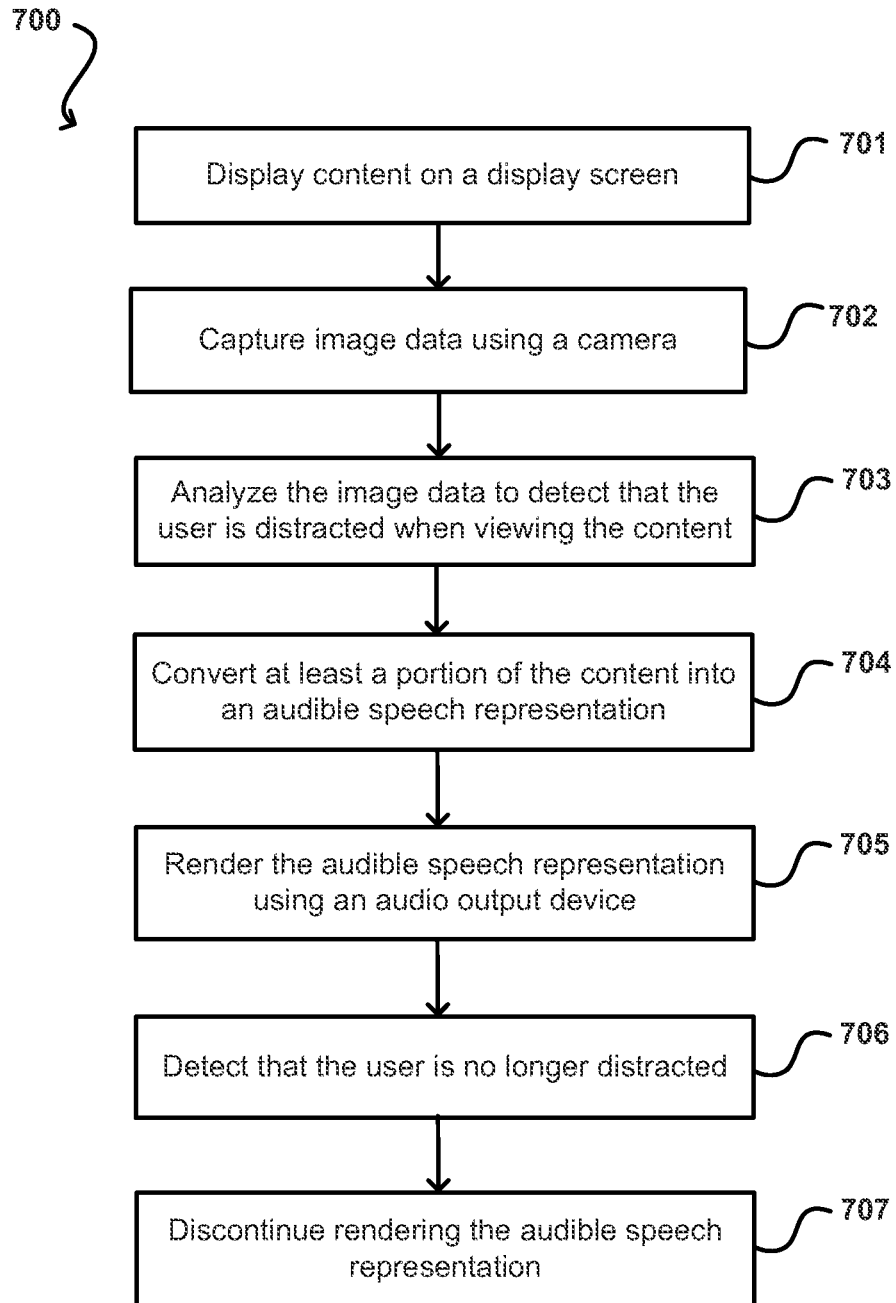 700
701
Display content on a display screen
702
Capture image data using a camera
703
Analyze the image data to detect that the
user is distracted when viewing the content
704
Convert at least a portion of the content into
an audible speech representation
705
Render the audible speech representation
using an audio output device
706
Detect that the user is no longer distracted
707
Discontinue rendering the audible speech
representation